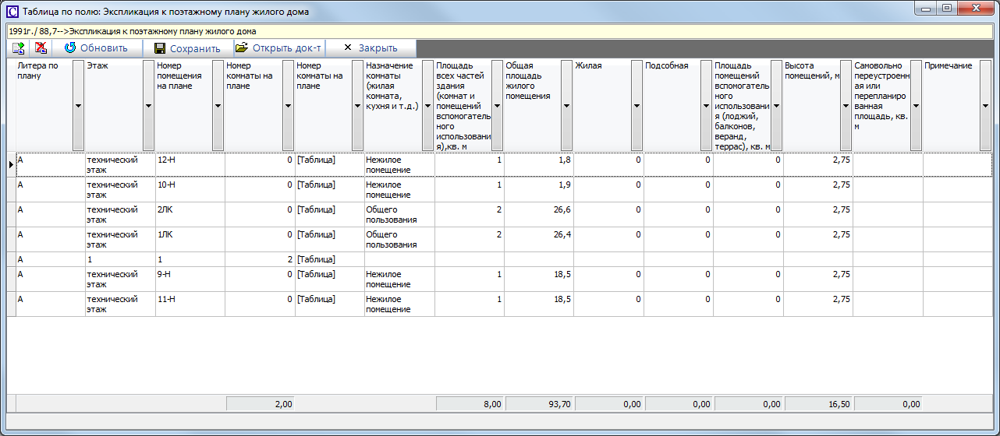 C Таблица по полю: Экспликация к поэтажному плану жилого дома
1991г./ 88,7-->Экспликация к поэтажному плану жилого дома
Обновить Сохранить Открыть док-т Закрыть
Литера по плану Этаж Номер помещения на плане Номер комнаты на плане Номер комнаты на плане Назначение комнаты (жилая комната, кухня и т.д.) Площадь всех частей здания (комнат и помещений вспомогательного использования),кв. м Общая площадь жилого помещения Жилая Подсобная Площадь помещений вспомогательного использования (лоджий, балконов, веранд, террас), кв. м Высота помещений, м Самовольно переустроенная или перепланированная площадь, кв. м Примечание
А технический этаж 12-Н 0 [Таблица] Нежилое помещение 1 1,8 0 0 0 2,75
А технический этаж 10-Н 0 [Таблица] Нежилое помещение 1 1,9 0 0 0 2,75
А технический этаж 2ЛК 0 [Таблица] Общего пользования 2 26,6 0 0 0 2,75
А технический этаж 1ЛК 0 [Таблица] Общего пользования 2 26,4 0 0 0 2,75
А 1 1 2 [Таблица]
А технический этаж 9-Н 0 [Таблица] Нежилое помещение 1 18,5 0 0 0 2,75
А технический этаж 11-Н 0 [Таблица] Нежилое помещение 1 18,5 0 0 0 2,75
2,00 8,00 93,70 0,00 0,00 0,00 16,50 0,00